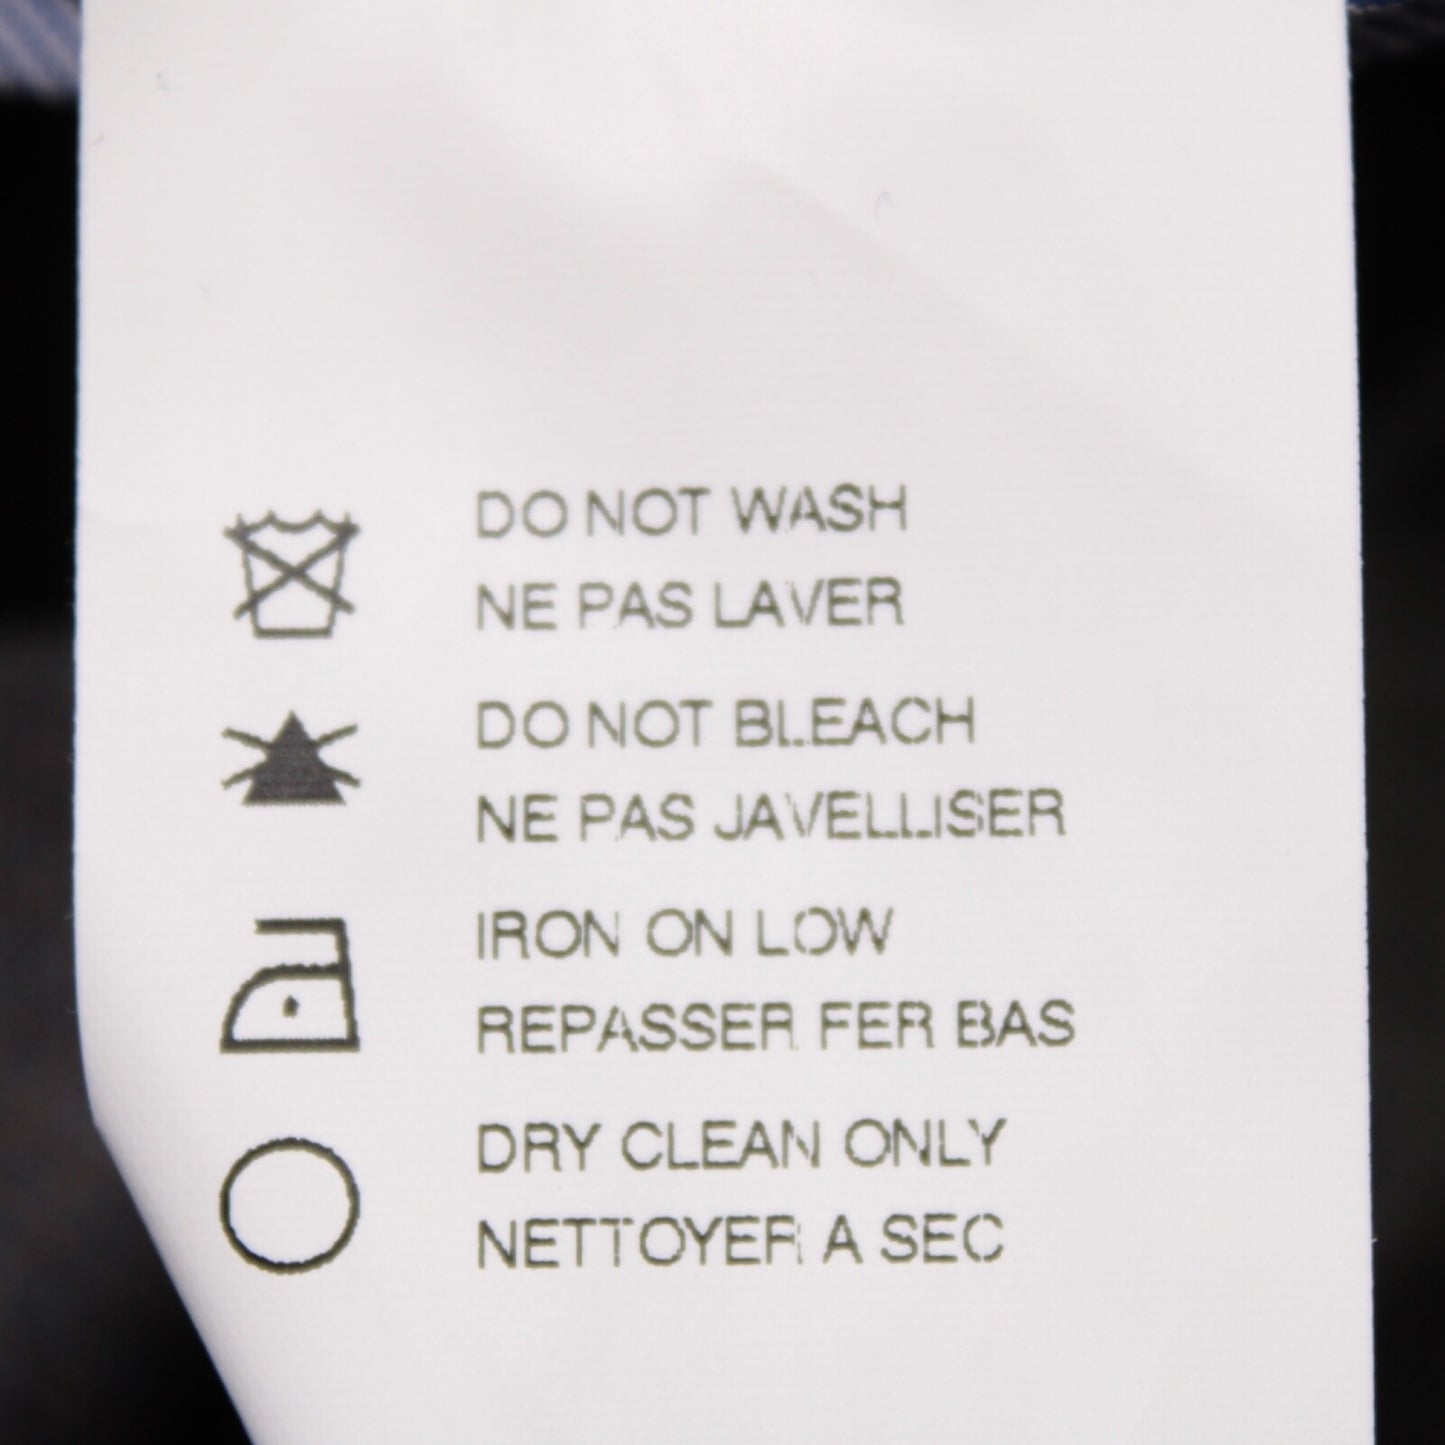 DO NOT WASH
NE PAS LAVER
DO NOT BLEACH
NE PAS JAVELLISER
IRON ON LOW
REPASSER FER BAS
DRY CLEAN ONLY
NETTOYER A SEC